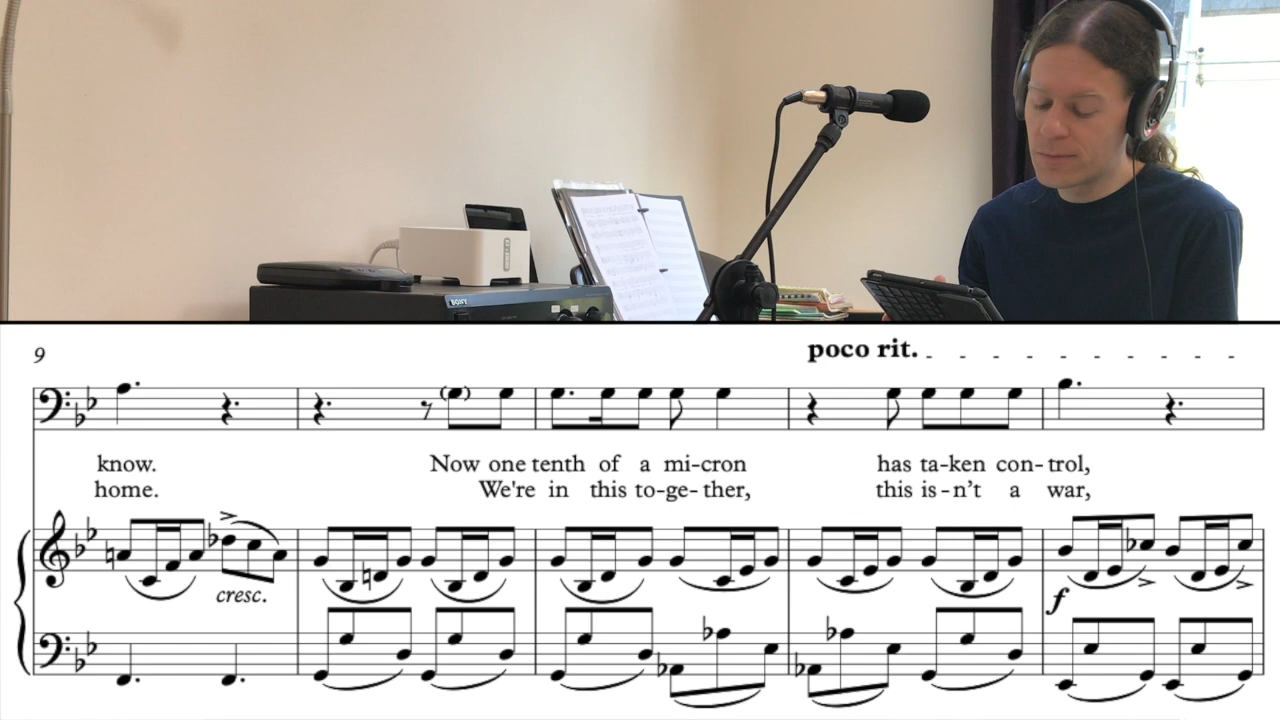 SONY
9
poco rit.
know. Now one tenth of a mi-cron has ta-ken con-trol,
home. We're in this to-ge-ther, this is-n't a war,
cresc.
f